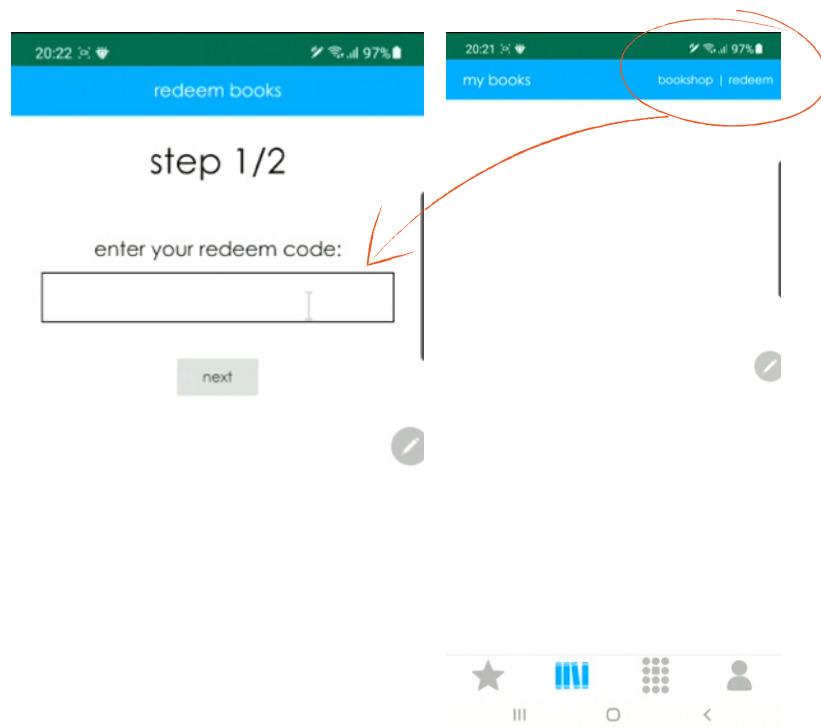 20:22 97%
redeem books
step 1/2
enter your redeem code:
next
20:21 97%
my books bookshop | redeem